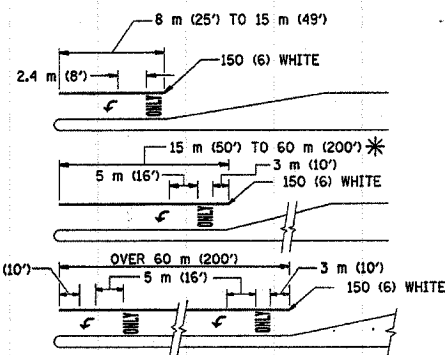 8 m (25') TO 15 m (49')
2.4 m (8')
150 (6) WHITE
ONLY
15 m (50') TO 60 m (200') *
5 m (16')
3 m (10')
150 (6) WHITE
ONLY
OVER 60 m (200')
(10')
5 m (16')
3 m (10')
150 (6) WHITE
ONLY
ONLY